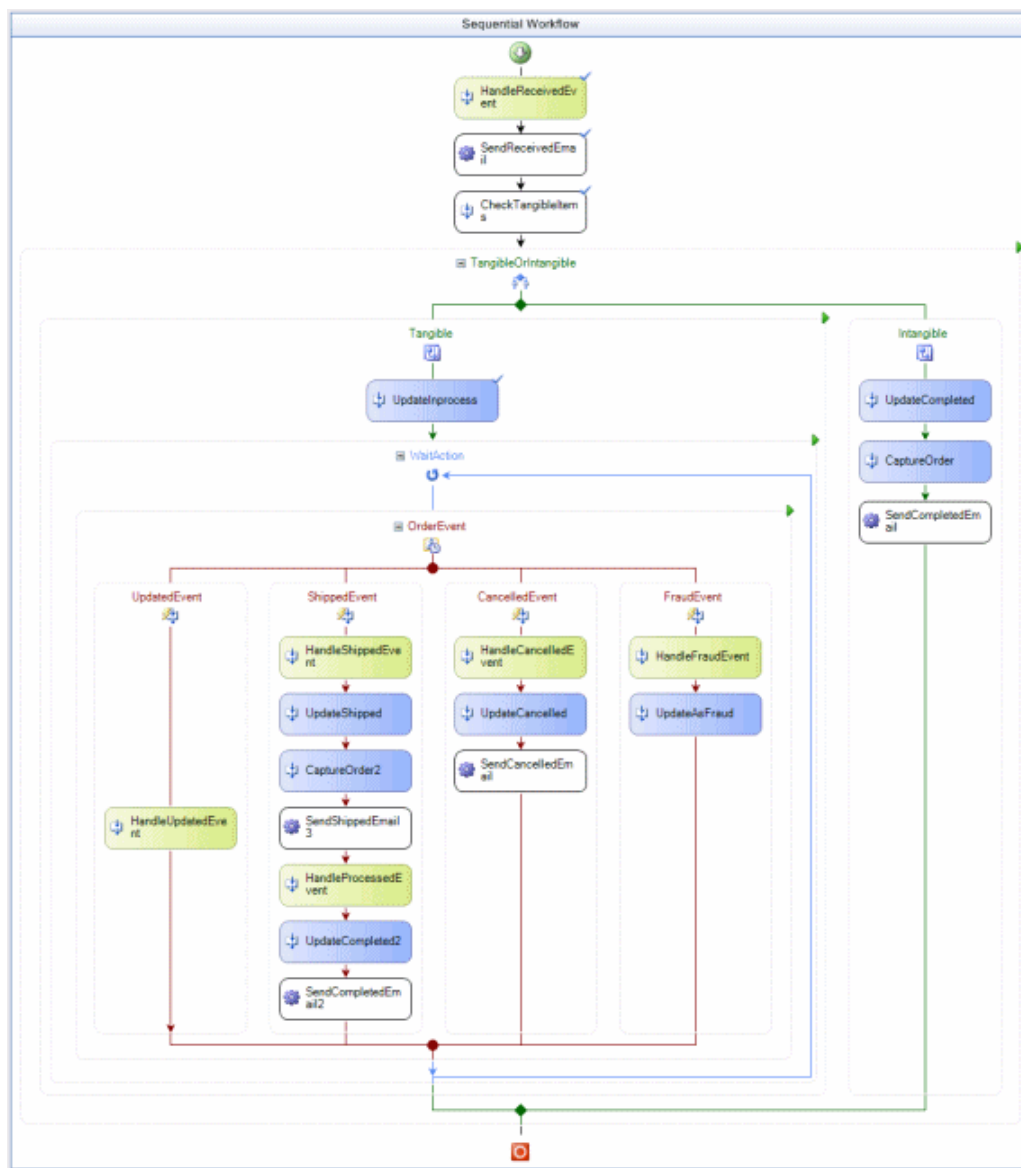 Sequential Workflow
HandleReceivedEv
ent
SendReceivedEma
il
CheckTangibleItem
s
TangibleOrIntangible
Tangible
Intangible
UpdateInprocess
UpdateCompleted
WaitAction
CaptureOrder
SendCompletedEm
ail
OrderEvent
UpdatedEvent
ShippedEvent
CancelledEvent
FraudEvent
HandleShippedEve
nt
HandleCancelledE
vent
HandleFraudEvent
UpdateShipped
UpdateCancelled
UpdateAsFraud
CaptureOrder2
SendCancelledEm
ail
HandleUpdatedEve
nt
SendShippedEmail
3
HandleProcessedE
vent
UpdateCompleted2
SendCompletedEm
ail2